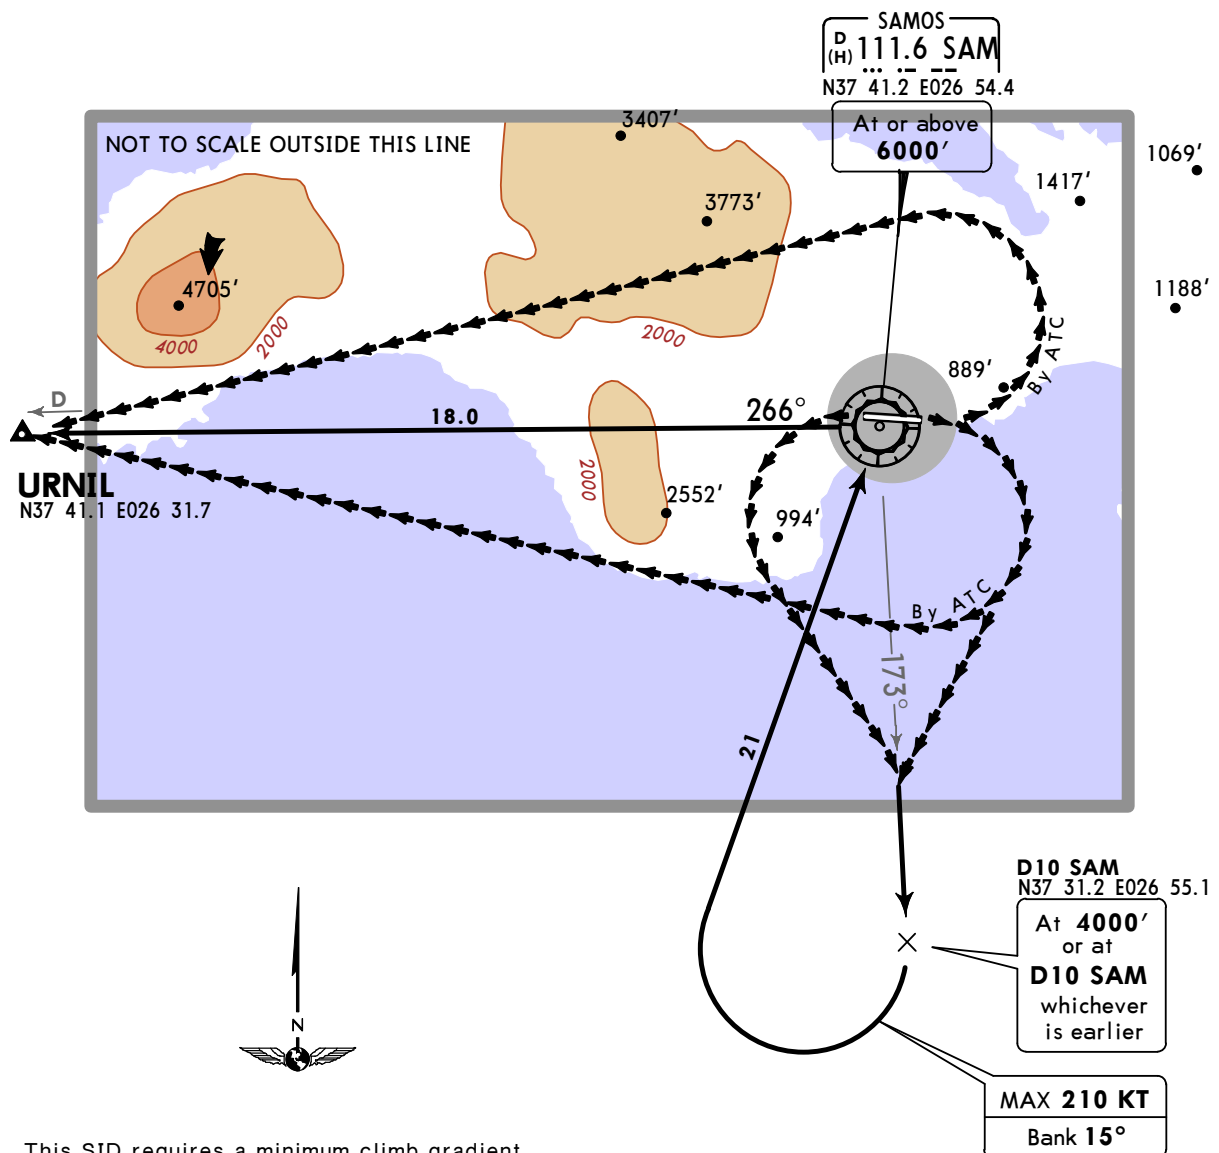 SAMOS
D
(H) 111.6 SAM
N37 41.2 E026 54.4
At or above
6000'
NOT TO SCALE OUTSIDE THIS LINE
3407'
1069'
1417'
3773'
4705'
1188'
4000
2000
2000
By ATC
889'
D
18.0
266°
URNIL
N37 41.1 E026 31.7
2000
2552'
994'
By ATC
173°
21
D10 SAM
N37 31.2 E026 55.1
At 4000'
or at
D10 SAM
whichever
is earlier
N
MAX 210 KT
Bank 15°
This SID requires a minimum climb gradient